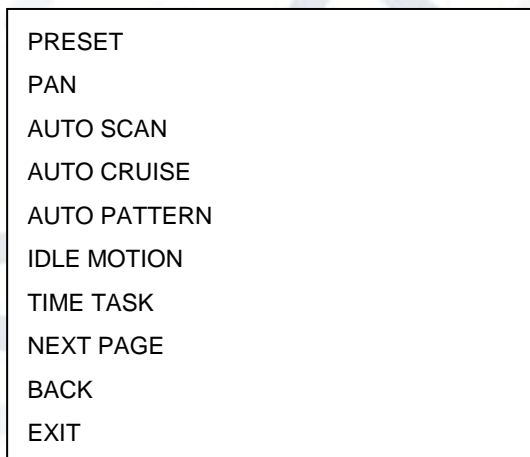 PRESET
PAN
AUTO SCAN
AUTO CRUISE
AUTO PATTERN
IDLE MOTION
TIME TASK
NEXT PAGE
BACK
EXIT